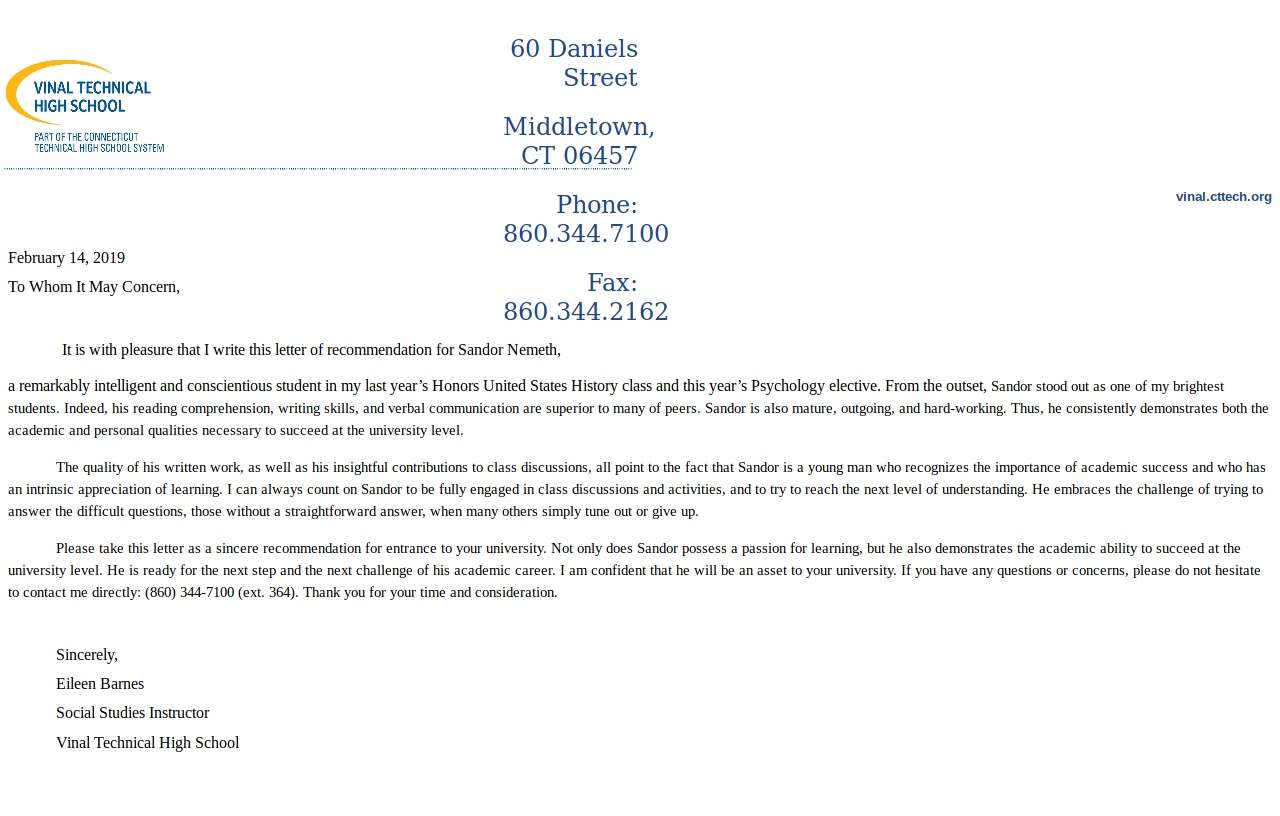 60 Daniels
Street
VINAL TECHNICAL
HIGH SCHOOL
PART OF THE CONNECTICUT
TECHNICAL HIGH SCHOOL SYSTEM
Middletown,
CT 06457
Phone:
860.344.7100
vinal.cttech.org
Fax:
860.344.2162
February 14, 2019
To Whom It May Concern,
It is with pleasure that I write this letter of recommendation for Sandor Nemeth,
a remarkably intelligent and conscientious student in my last year’s Honors United States History class and this year’s Psychology elective. From the outset, Sandor stood out as one of my brightest
students. Indeed, his reading comprehension, writing skills, and verbal communication are superior to many of peers. Sandor is also mature, outgoing, and hard-working. Thus, he consistently demonstrates both the
academic and personal qualities necessary to succeed at the university level.
The quality of his written work, as well as his insightful contributions to class discussions, all point to the fact that Sandor is a young man who recognizes the importance of academic success and who has
an intrinsic appreciation of learning. I can always count on Sandor to be fully engaged in class discussions and activities, and to try to reach the next level of understanding. He embraces the challenge of trying to
answer the difficult questions, those without a straightforward answer, when many others simply tune out or give up.
Please take this letter as a sincere recommendation for entrance to your university. Not only does Sandor possess a passion for learning, but he also demonstrates the academic ability to succeed at the
university level. He is ready for the next step and the next challenge of his academic career. I am confident that he will be an asset to your university. If you have any questions or concerns, please do not hesitate
to contact me directly: (860) 344-7100 (ext. 364). Thank you for your time and consideration.
Sincerely,
Eileen Barnes
Social Studies Instructor
Vinal Technical High School